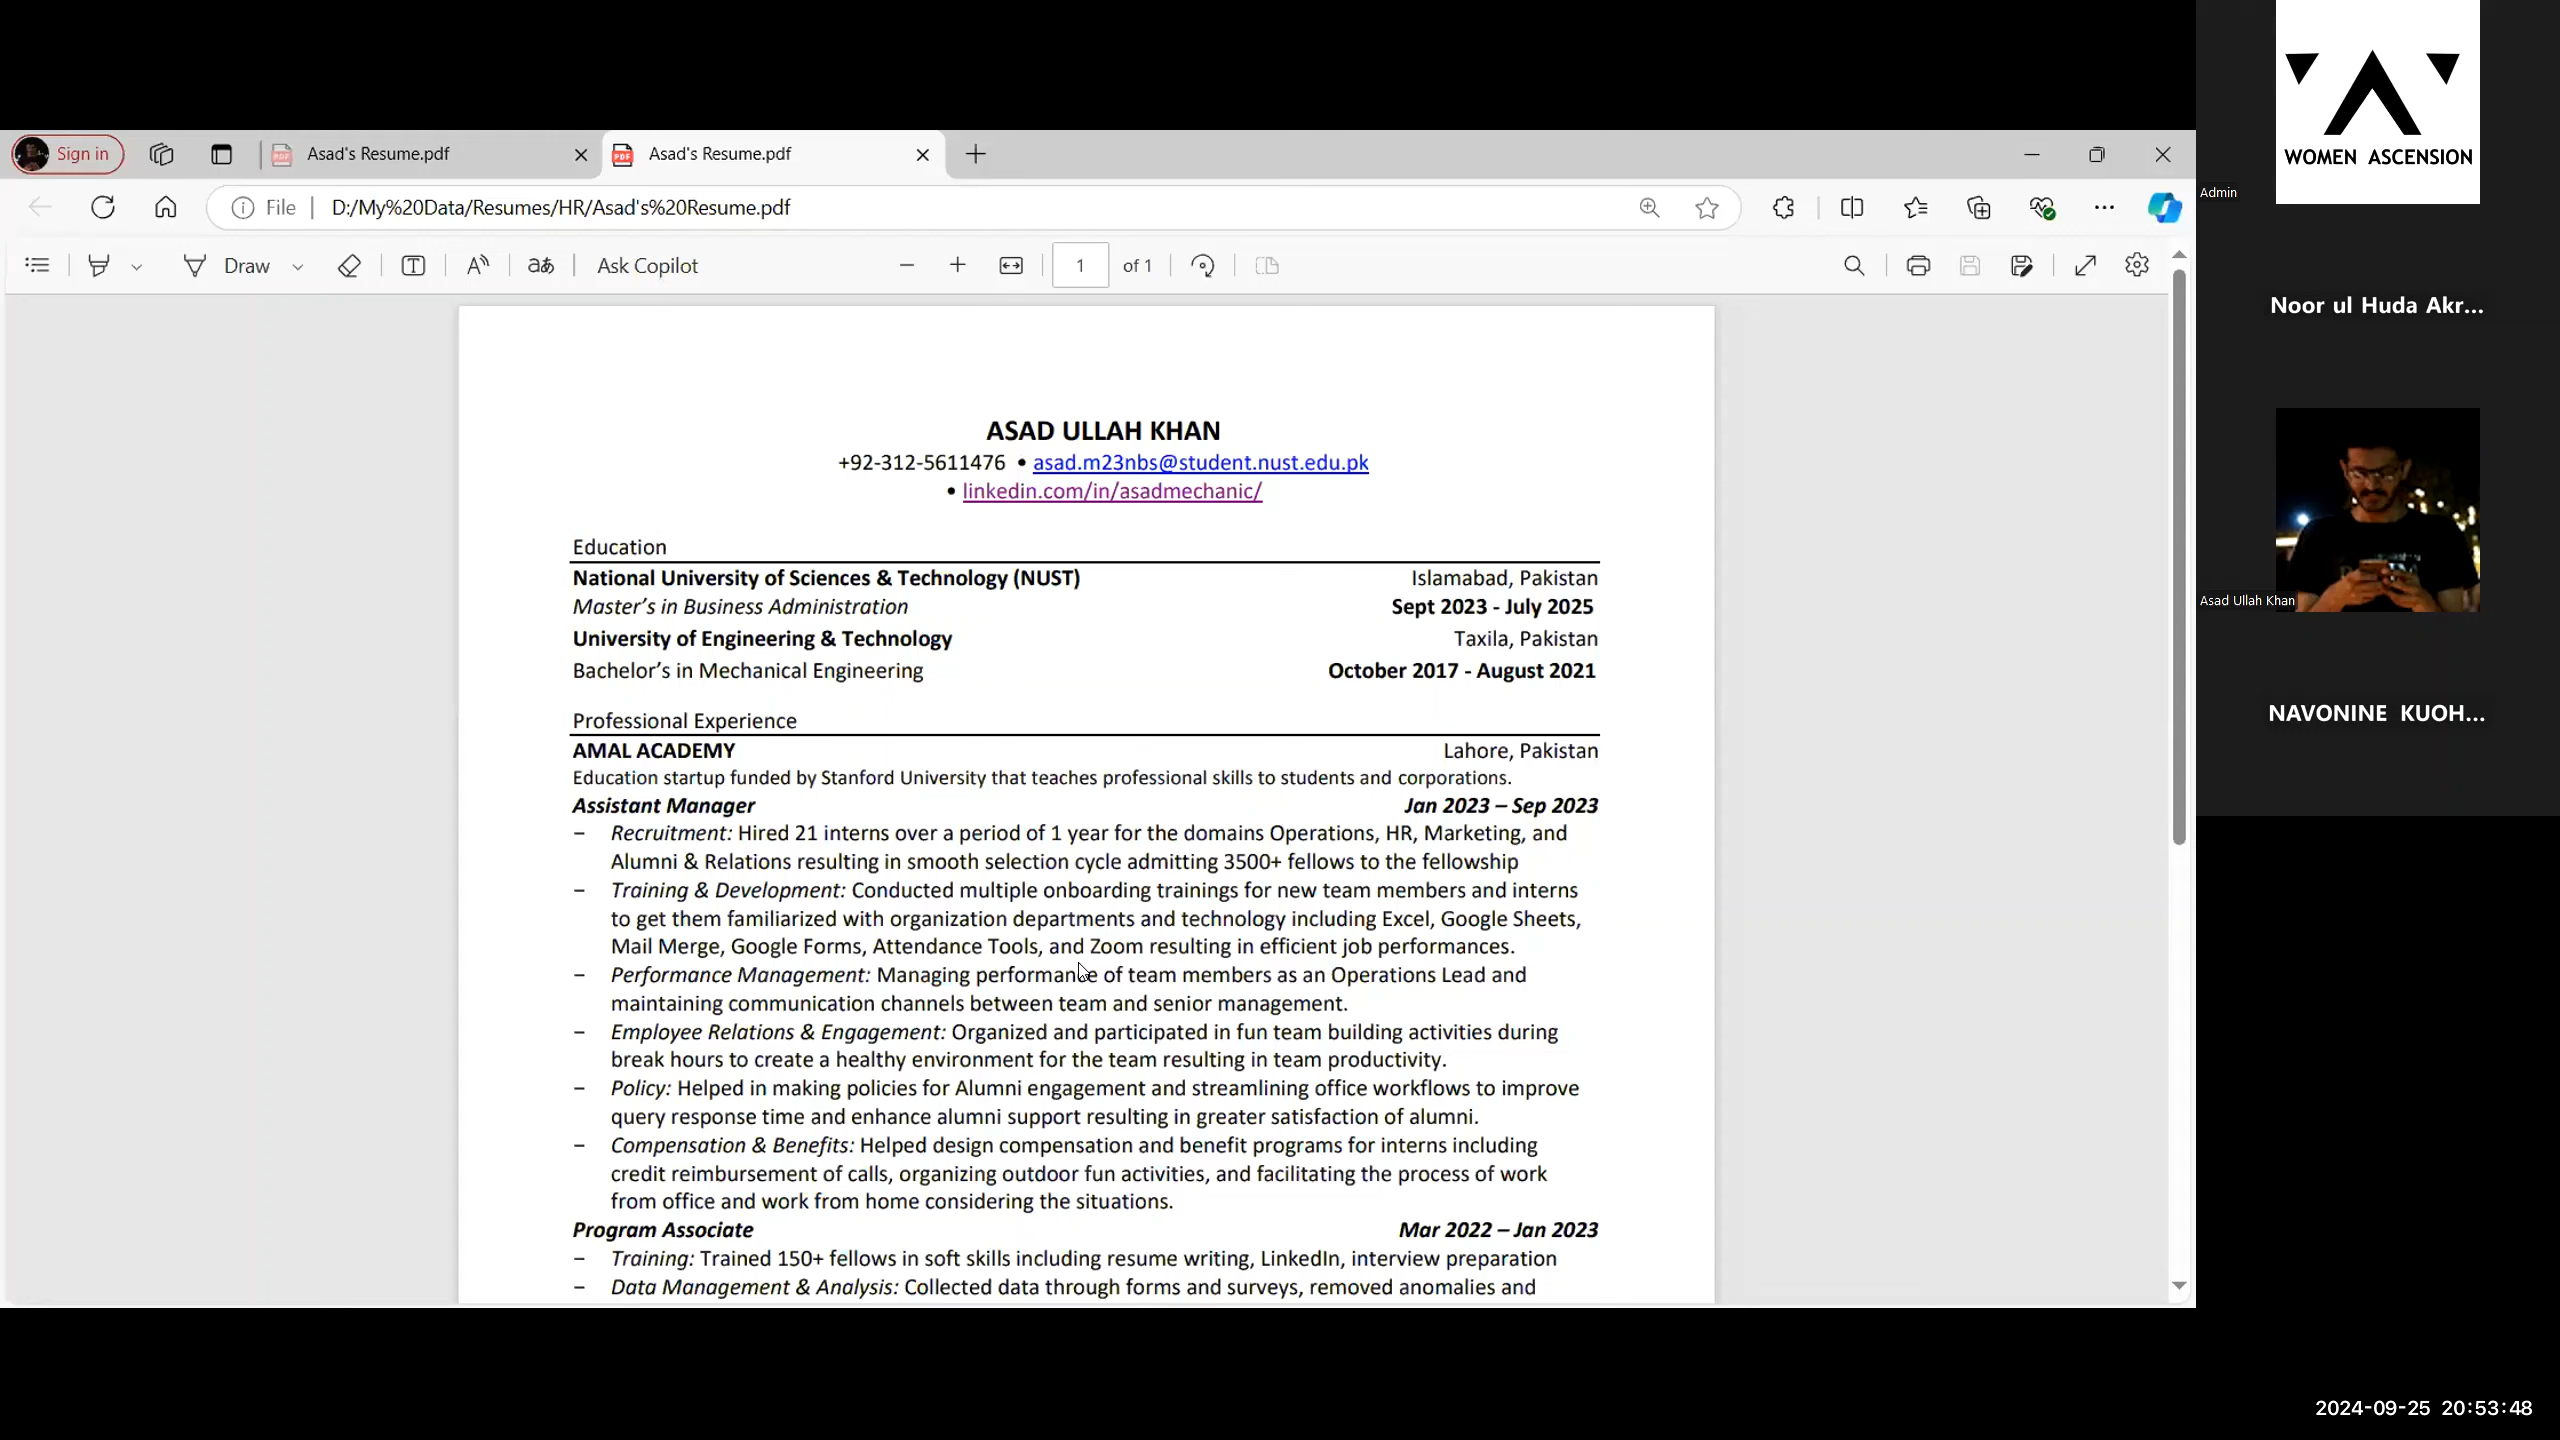 Sign in
Asad's Resume.pdf
Asad's Resume.pdf
File
D:/My%20Data/Resumes/HR/Asad's%20Resume.pdf
Draw
aあ
Ask Copilot
1
of 1
ASAD ULLAH KHAN
+92-312-5611476 • asad.m23nbs@student.nust.edu.pk
• linkedin.com/in/asadmechanic/
Education
National University of Sciences & Technology (NUST) Islamabad, Pakistan
Master’s in Business Administration Sept 2023 - July 2025
University of Engineering & Technology Taxila, Pakistan
Bachelor’s in Mechanical Engineering October 2017 - August 2021
Professional Experience
AMAL ACADEMY Lahore, Pakistan
Education startup funded by Stanford University that teaches professional skills to students and corporations.
Assistant Manager Jan 2023 – Sep 2023
– Recruitment: Hired 21 interns over a period of 1 year for the domains Operations, HR, Marketing, and
Alumni & Relations resulting in smooth selection cycle admitting 3500+ fellows to the fellowship
– Training & Development: Conducted multiple onboarding trainings for new team members and interns
to get them familiarized with organization departments and technology including Excel, Google Sheets,
Mail Merge, Google Forms, Attendance Tools, and Zoom resulting in efficient job performances.
– Performance Management: Managing performance of team members as an Operations Lead and
maintaining communication channels between team and senior management.
– Employee Relations & Engagement: Organized and participated in fun team building activities during
break hours to create a healthy environment for the team resulting in team productivity.
– Policy: Helped in making policies for Alumni engagement and streamlining office workflows to improve
query response time and enhance alumni support resulting in greater satisfaction of alumni.
– Compensation & Benefits: Helped design compensation and benefit programs for interns including
credit reimbursement of calls, organizing outdoor fun activities, and facilitating the process of work
from office and work from home considering the situations.
Program Associate Mar 2022 – Jan 2023
– Training: Trained 150+ fellows in soft skills including resume writing, LinkedIn, interview preparation
– Data Management & Analysis: Collected data through forms and surveys, removed anomalies and
WOMEN ASCENSION
Admin
Noor ul Huda Akr...
Asad Ullah Khan
NAVONINE KUOH...
2024-09-25 20:53:48